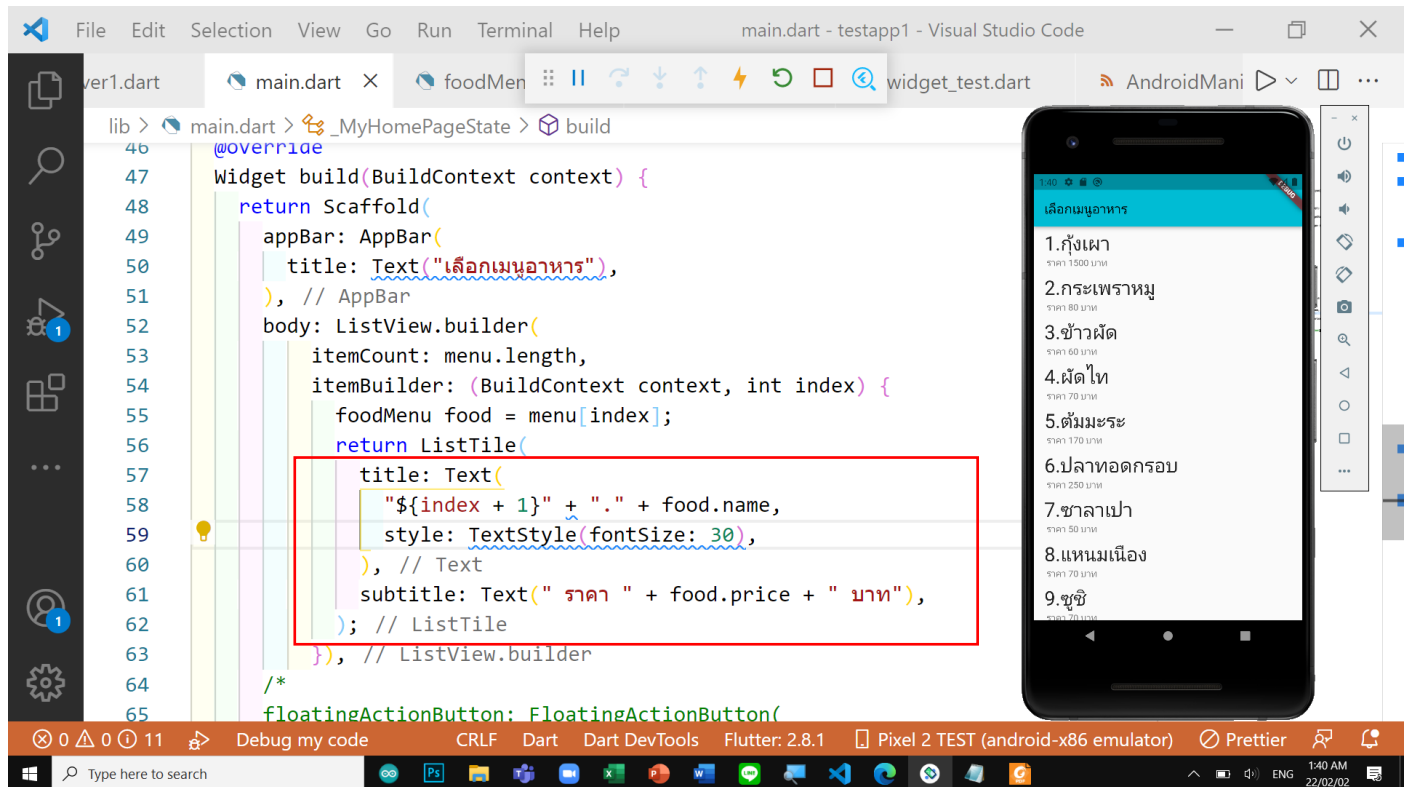 File Edit Selection View Go Run Terminal Help main.dart - testapp1 - Visual Studio Code
ver1.dart main.dart foodMen widget_test.dart AndroidMani
lib > main.dart > _MyHomePageState > build
46 @override
47 Widget build(BuildContext context) {
48 return Scaffold(
49 appBar: AppBar(
50 title: Text("เลือกเมนูอาหาร"),
51 ), // AppBar
52 body: ListView.builder(
53 itemCount: menu.length,
54 itemBuilder: (BuildContext context, int index) {
55 foodMenu food = menu[index];
56 return ListTile(
57 title: Text(
58 "${index + 1}" + "." + food.name,
59 style: TextStyle(fontSize: 30),
60 ), // Text
61 subtitle: Text(" ราคา " + food.price + " บาท"),
62 ); // ListTile
63 }), // ListView.builder
64 /*
65 floatingActionButton: FloatingActionButton(
1:40
DEBUG
เลือกเมนูอาหาร
1.กุ้งเผา
ราคา 1500 บาท
2.กระเพราหมู
ราคา 80 บาท
3.ข้าวผัด
ราคา 60 บาท
4.ผัดไท
ราคา 70 บาท
5.ต้มมะระ
ราคา 170 บาท
6.ปลาทอดกรอบ
ราคา 250 บาท
7.ซาลาเปา
ราคา 50 บาท
8.แหนมเนือง
ราคา 70 บาท
9.ซูชิ
ราคา 70 บาท
1
1
0 0 11 Debug my code CRLF Dart Dart DevTools Flutter: 2.8.1 Pixel 2 TEST (android-x86 emulator) Prettier
Type here to search
ENG 1:40 AM
22/02/02